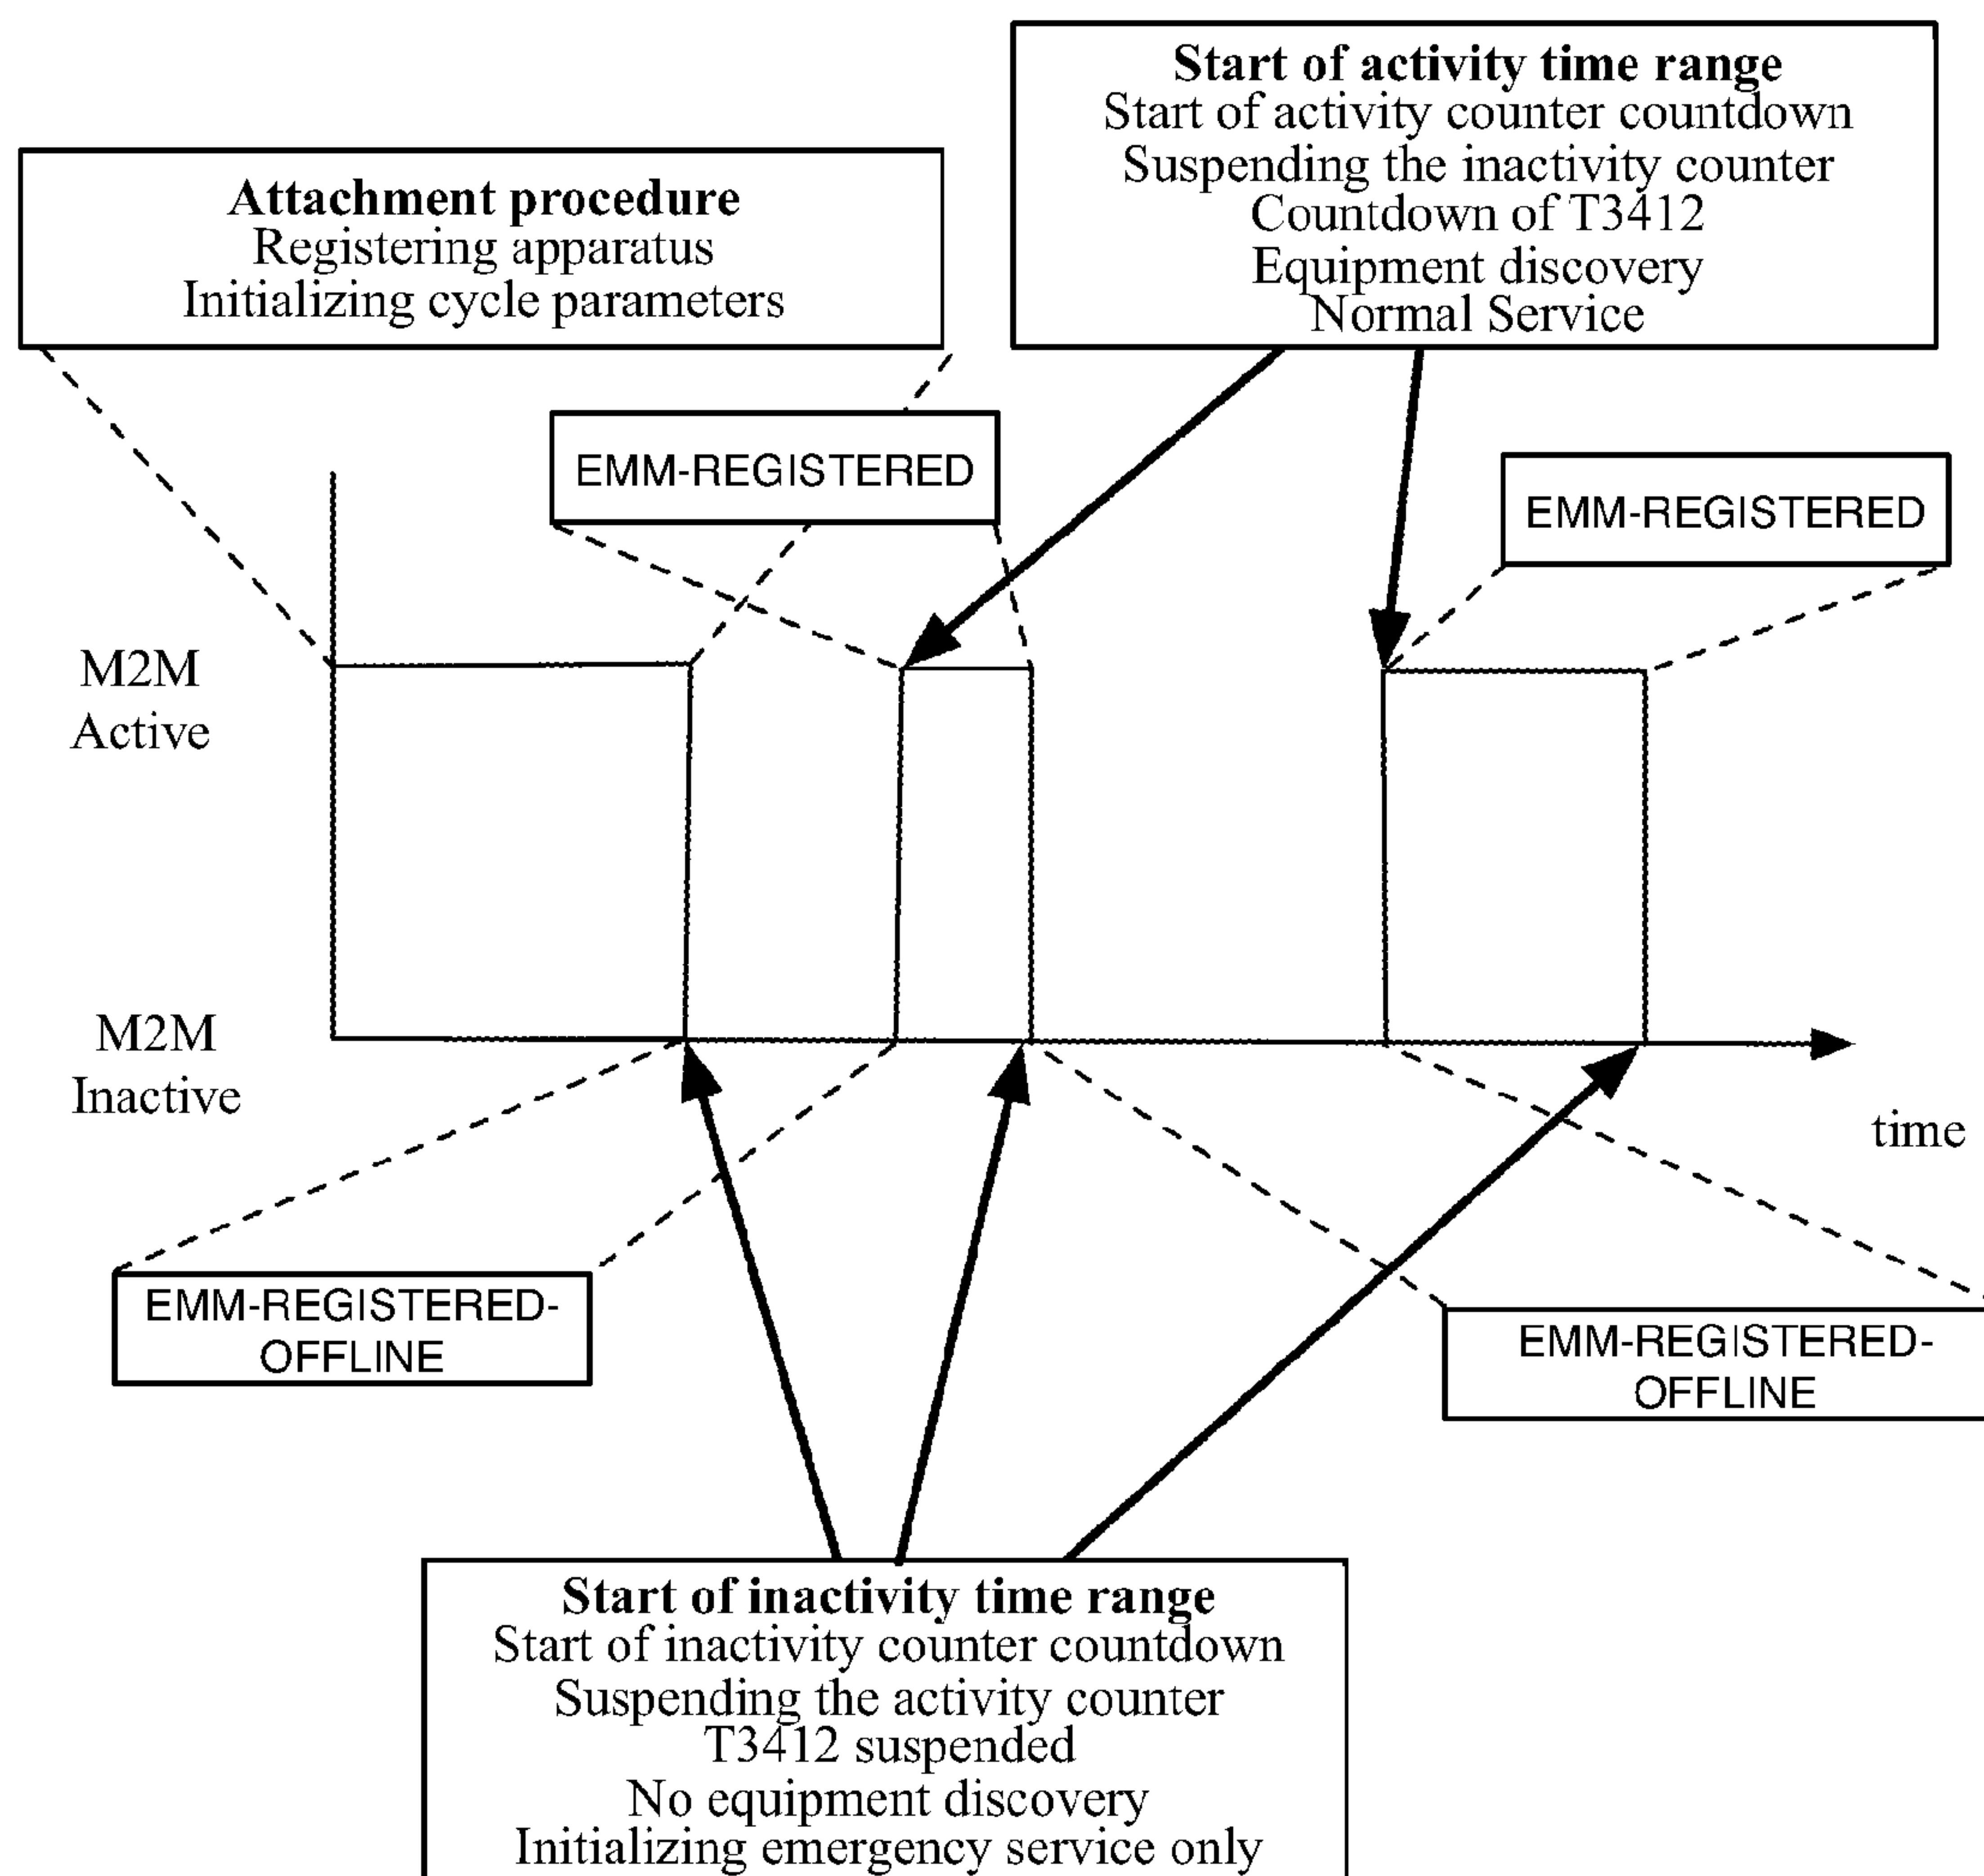 Start of activity time range
Start of activity counter countdown
Suspending the inactivity counter
Countdown of T3412
Equipment discovery
Normal Service
Attachment procedure
Registering apparatus
Initializing cycle parameters
EMM-REGISTERED
EMM-REGISTERED
M2M
Active
M2M
Inactive
time
EMM-REGISTERED-
OFFLINE
EMM-REGISTERED-
OFFLINE
Start of inactivity time range
Start of inactivity counter countdown
Suspending the activity counter
T3412 suspended
No equipment discovery
Initializing emergency service only